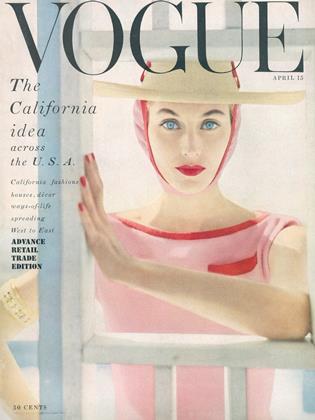 VOGUE
APRIL 15
The
California
idea
across
the U. S. A.
California fashions,
houses, décor
ways-of-life
spreading
West to East
ADVANCE
RETAIL
TRADE
EDITION
50 CENTS